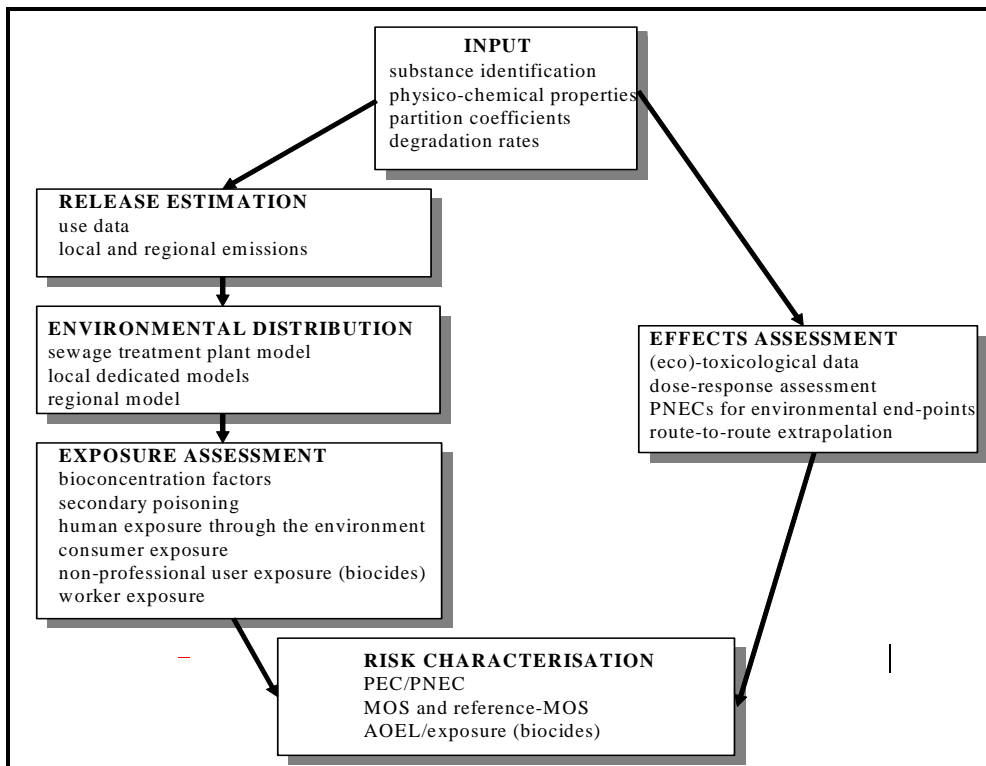 INPUT
substance identification
physico-chemical properties
partition coefficients
degradation rates
RELEASE ESTIMATION
use data
local and regional emissions
ENVIRONMENTAL DISTRIBUTION
sewage treatment plant model
local dedicated models
regional model
EXPOSURE ASSESSMENT
bioconcentration factors
secondary poisoning
human exposure through the environment
consumer exposure
non-professional user exposure (biocides)
worker exposure
EFFECTS ASSESSMENT
(eco)-toxicological data
dose-response assessment
PNECs for environmental end-points
route-to-route extrapolation
RISK CHARACTERISATION
PEC/PNEC
MOS and reference-MOS
AOEL/exposure (biocides)